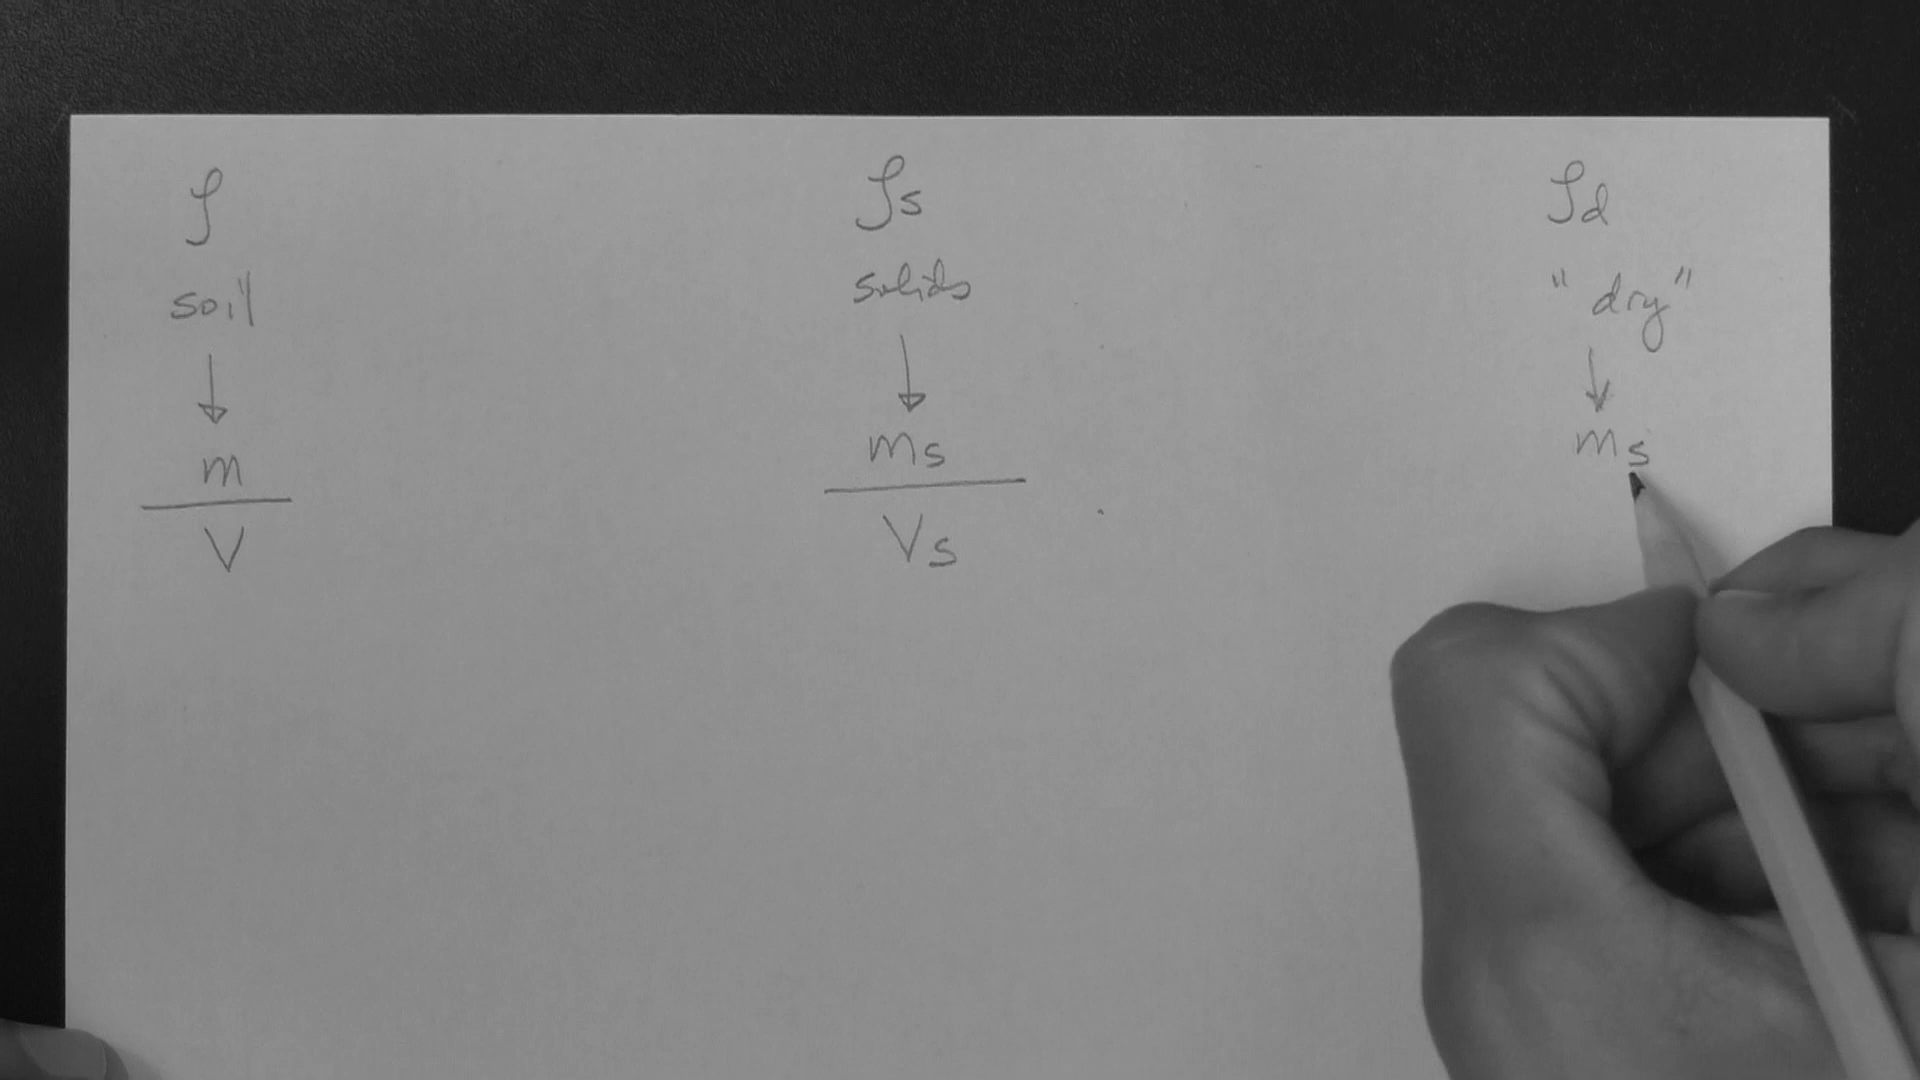 ρ
soil
↓
m
V
ρs
solids
↓
ms
Vs
ρd
"dry"
↓
ms